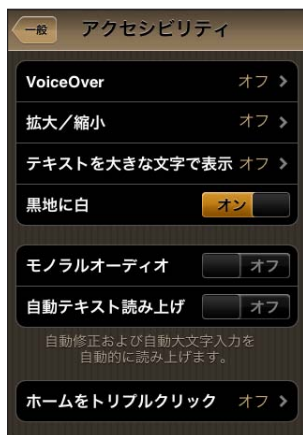 一般
アクセシビリティ
VoiceOver オフ
拡大／縮小 オフ
テキストを大きな文字で表示 オフ
黒地に白 オン
モノラルオーディオ オフ
自動テキスト読み上げ オフ
自動修正および自動大文字入力を
自動的に読み上げます。
ホームをトリプルクリック オフ